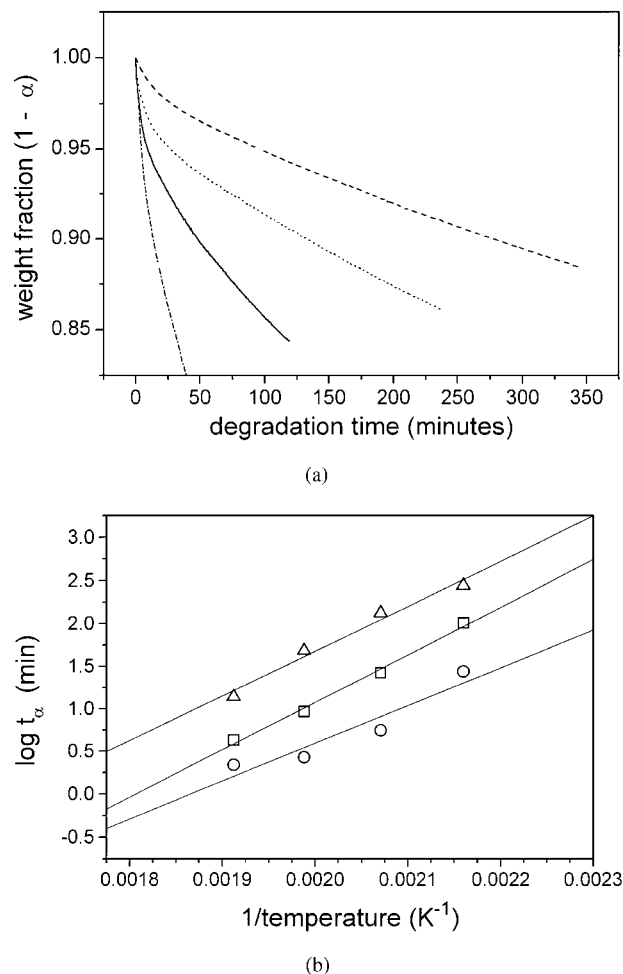 1.00
0.95
0.90
0.85
weight fraction (1 - α)
0 50 100 150 200 250 300 350
degradation time (minutes)
(a)
3.0
2.5
2.0
1.5
1.0
0.5
0.0
-0.5
log tα (min)
0.0018 0.0019 0.0020 0.0021 0.0022 0.0023
1/temperature (K⁻¹)
(b)